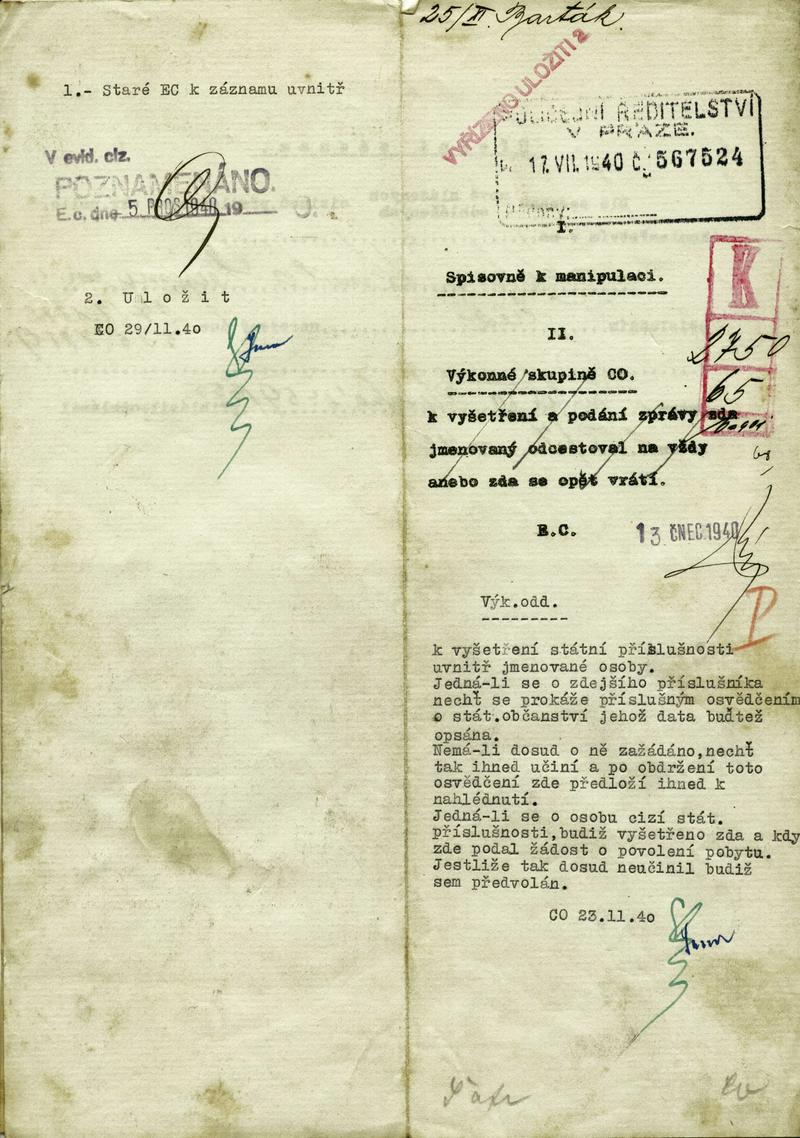 1.- Staré EC k záznamu uvnitř
V evid. ciz.
POZNAMENÁNO.
E.c. dne 5. PROS 1940 19
2. U l o ž i t
EO 29/11.4o
25/XI. Barták.
VYŘÍZENO ULOŽITI 2
POLICEJNÍ ŘEDITELSTVÍ
V PRAZE.
17.VII.1940 č. 567524
I.
Spisovně k manipulaci.
K
II.
2750
Výkonné skupině CO.
65
k vyšetření a podání zprávy zda
jmenovaný odcestoval na vždy
anebo zda se opět vrátí.
E.C.
13 ČNEC 1940
Výk.odd.
k vyšetření státní příslušnosti
uvnitř jmenované osoby.
Jedná-li se o zdejšího příslušníka
nechť se prokáže příslušným osvědčením
o stát.občanství jehož data buďtež
opsána.
Nemá-li dosud o ně zažádáno,nechť
tak ihned učiní a po obdržení toto
osvědčení zde předloží ihned k
nahlédnutí.
Jedná-li se o osobu cizí stát.
příslušnosti,budiž vyšetřeno zda a kdy
zde podal žádost o povolení pobytu.
Jestliže tak dosud neučinil budiž
sem předvolán.
CO 23.11.4o